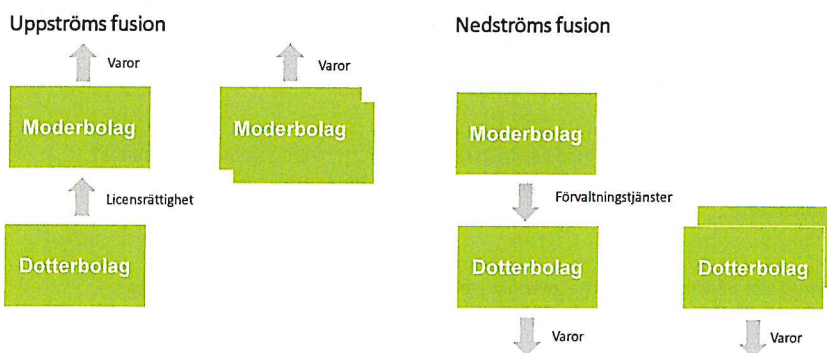 Uppströms fusion
Varor
Varor
Moderbolag
Moderbolag
Licensrättighet
Dotterbolag
Nedströms fusion
Moderbolag
Förvaltningstjänster
Dotterbolag
Dotterbolag
Varor
Varor